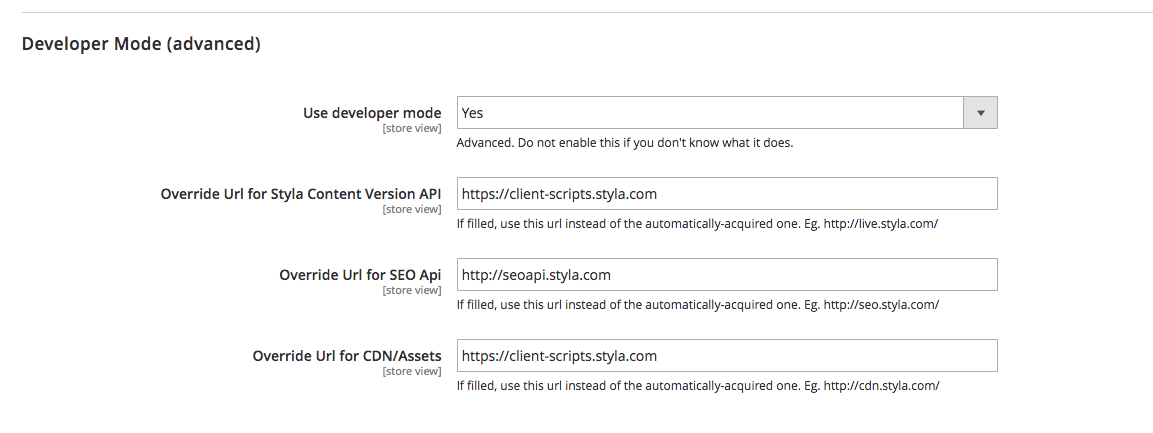 Developer Mode (advanced)
Use developer mode
[store view]
Yes
Advanced. Do not enable this if you don't know what it does.
Override Url for Styla Content Version API
[store view]
https://client-scripts.styla.com
If filled, use this url instead of the automatically-acquired one. Eg. http://live.styla.com/
Override Url for SEO Api
[store view]
http://seoapi.styla.com
If filled, use this url instead of the automatically-acquired one. Eg. http://seo.styla.com/
Override Url for CDN/Assets
[store view]
https://client-scripts.styla.com
If filled, use this url instead of the automatically-acquired one. Eg. http://cdn.styla.com/